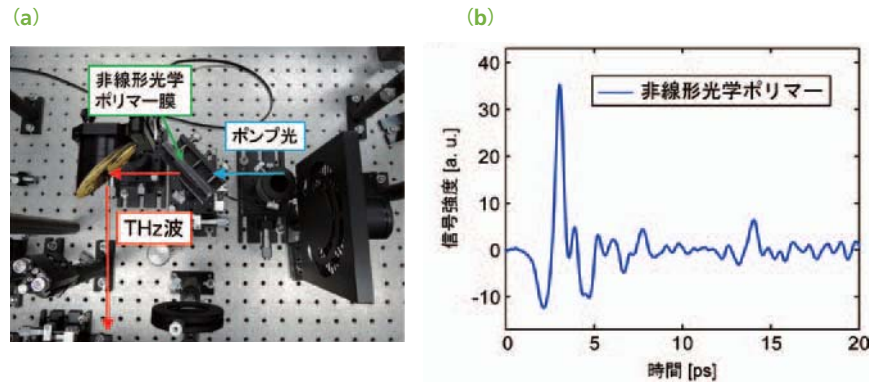 (a)
非線形光学
ポリマー膜
ポンプ光
THz波
(b)
40
30
20
10
0
-10
信号強度 [a. u.]
非線形光学ポリマー
0
5
10
15
20
時間 [ps]